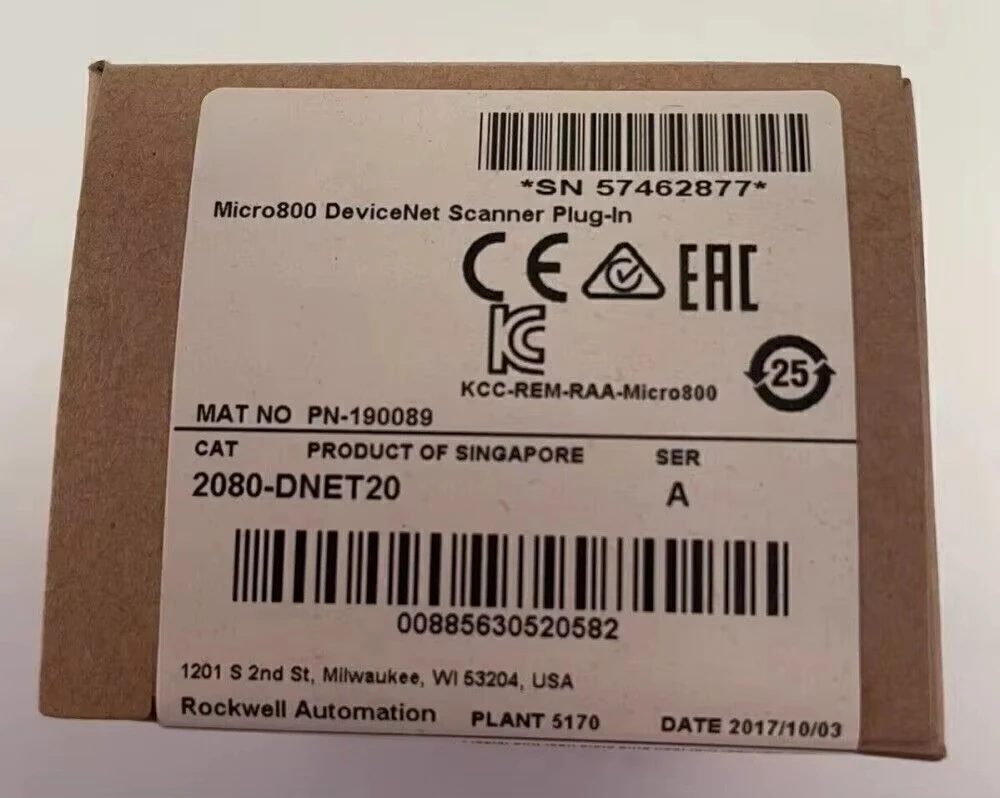 *SN 57462877*
Micro800 DeviceNet Scanner Plug-In
CE EAC
KC
KCC-REM-RAA-Micro800
25
MAT NO PN-190089
CAT PRODUCT OF SINGAPORE SER
2080-DNET20 A
00885630520582
1201 S 2nd St, Milwaukee, WI 53204, USA
Rockwell Automation PLANT 5170 DATE 2017/10/03